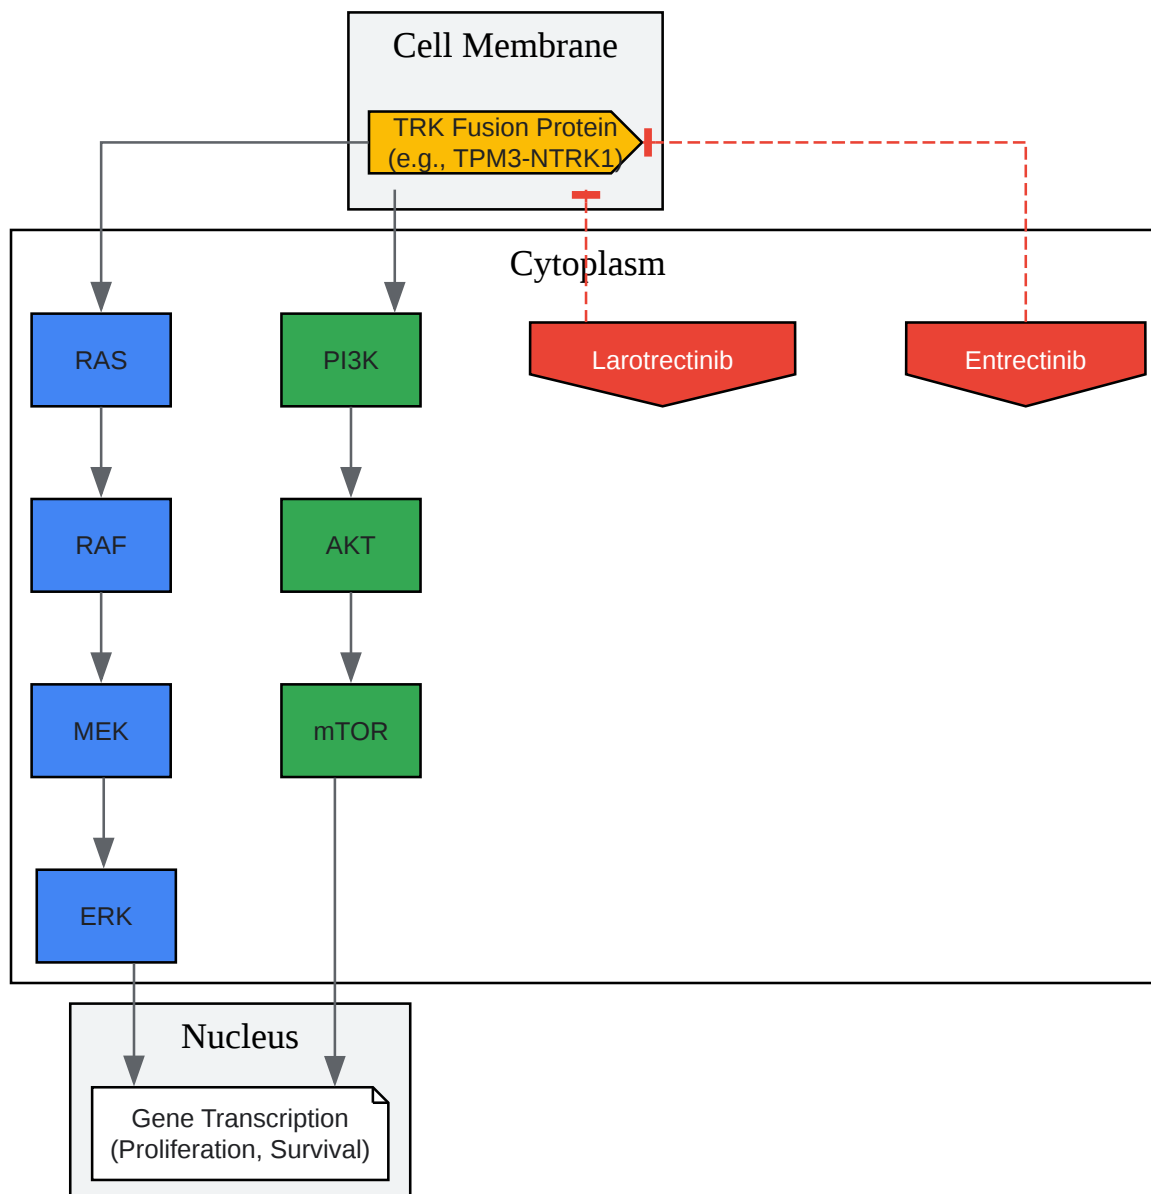 Cell Membrane
TRK Fusion Protein
(e.g., TPM3-NTRK1)
Cytoplasm
RAS
PI3K
Larotrectinib
Entrectinib
RAF
AKT
MEK
mTOR
ERK
Nucleus
Gene Transcription
(Proliferation, Survival)